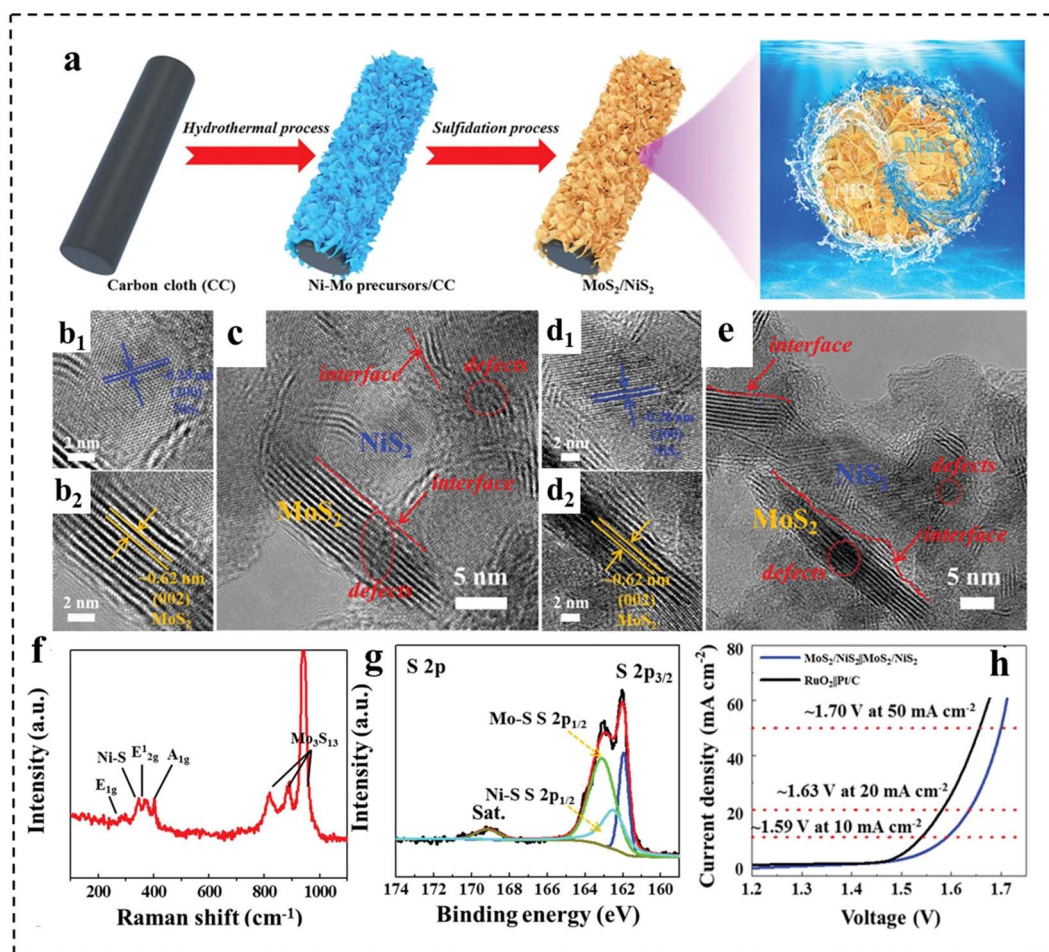 a
Hydrothermal process
Sulfidation process
Carbon cloth (CC)
Ni-Mo precursors/CC
MoS₂/NiS₂
MoS₂
NiS₂
b₁
2 nm
b₂
~0.62 nm
(002)
MoS₂
2 nm
c
interface
defects
NiS₂
MoS₂
interface
defects
5 nm
d₁
~0.28 nm
(200)
NiS₂
2 nm
d₂
~0.62 nm
(002)
MoS₂
2 nm
e
interface
NiS₂
defects
MoS₂
defects
interface
5 nm
f
Intensity (a.u.)
E₁g
Ni-S
E¹₂g
A₁g
Mo₃S₁₃
200 400 600 800 1000
Raman shift (cm⁻¹)
g
Intensity (a.u.)
S 2p
S 2p₃/₂
Mo-S S 2p₁/₂
Ni-S S 2p₁/₂
Sat.
174 172 170 168 166 164 162 160
Binding energy (eV)
h
Current density (mA cm⁻²)
80
60
40
20
0
MoS₂/NiS₂||MoS₂/NiS₂
RuO₂||Pt/C
~1.70 V at 50 mA cm⁻²
~1.63 V at 20 mA cm⁻²
~1.59 V at 10 mA cm⁻²
1.2 1.3 1.4 1.5 1.6 1.7
Voltage (V)